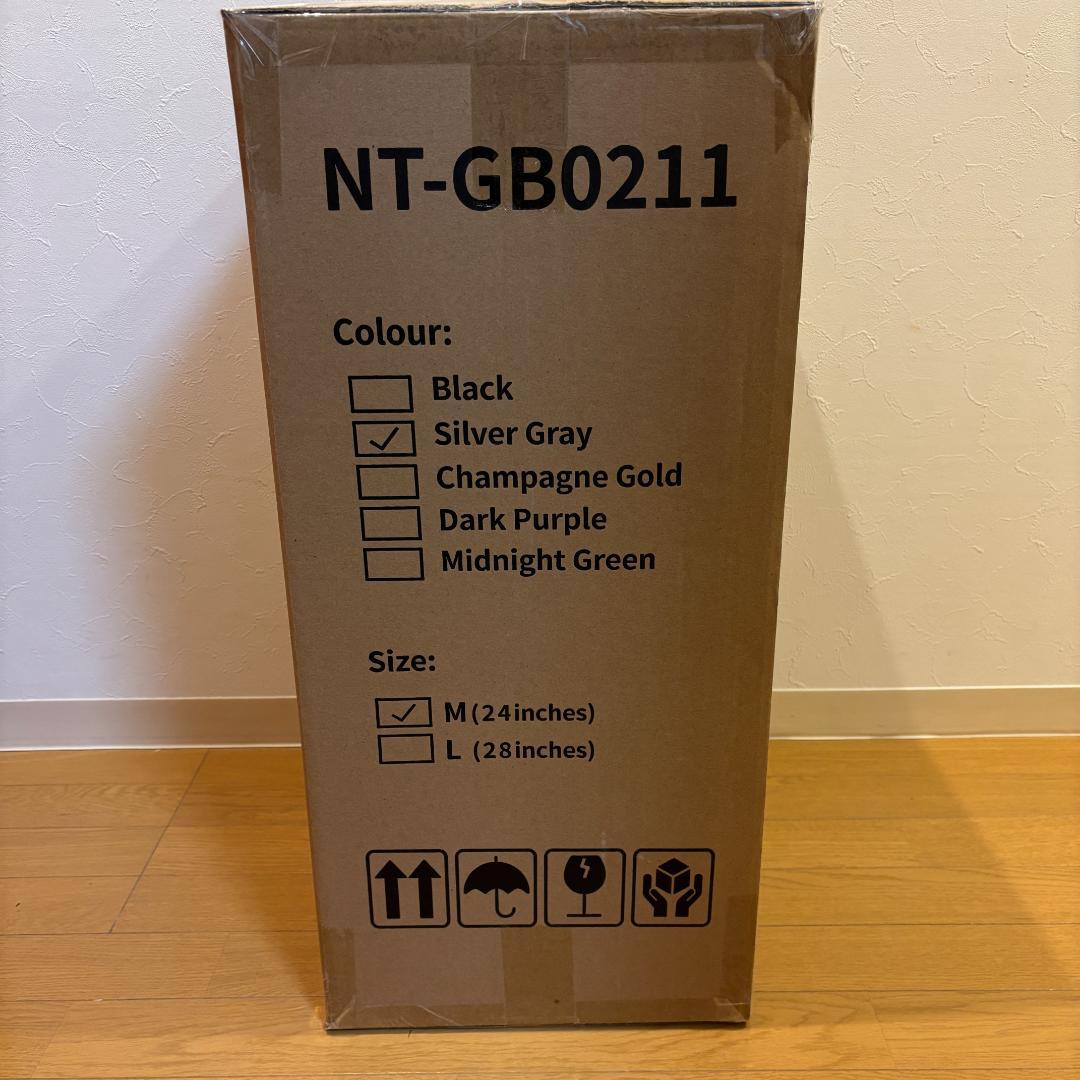 NT-GB0211
Colour:
Black
Silver Gray
Champagne Gold
Dark Purple
Midnight Green
Size:
M (24inches)
L (28inches)